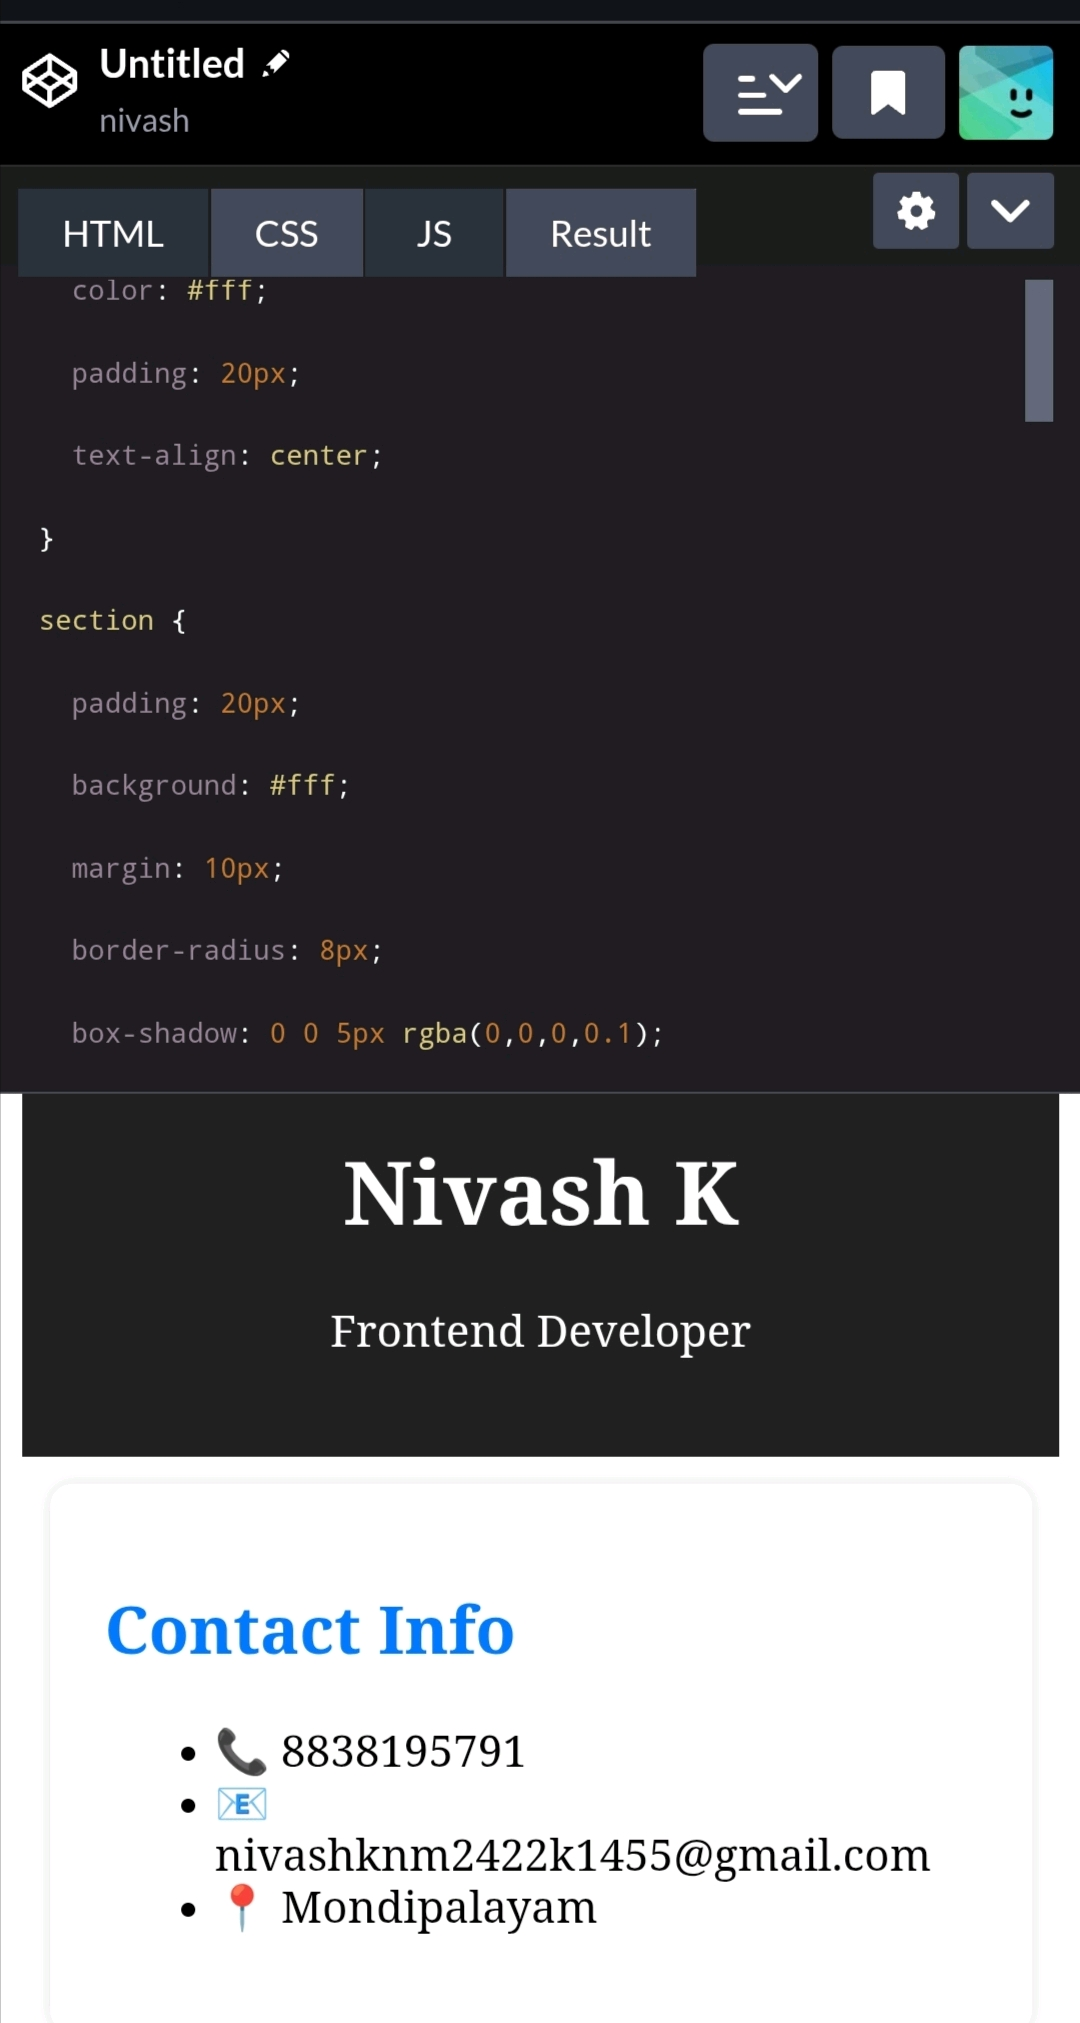 Untitled
nivash
HTML CSS JS Result
color: #fff;
padding: 20px;
text-align: center;
}
section {
padding: 20px;
background: #fff;
margin: 10px;
border-radius: 8px;
box-shadow: 0 0 5px rgba(0,0,0,0.1);
Nivash K
Frontend Developer
Contact Info
📞 8838195791
📧
nivashknm2422k1455@gmail.com
📍 Mondipalayam